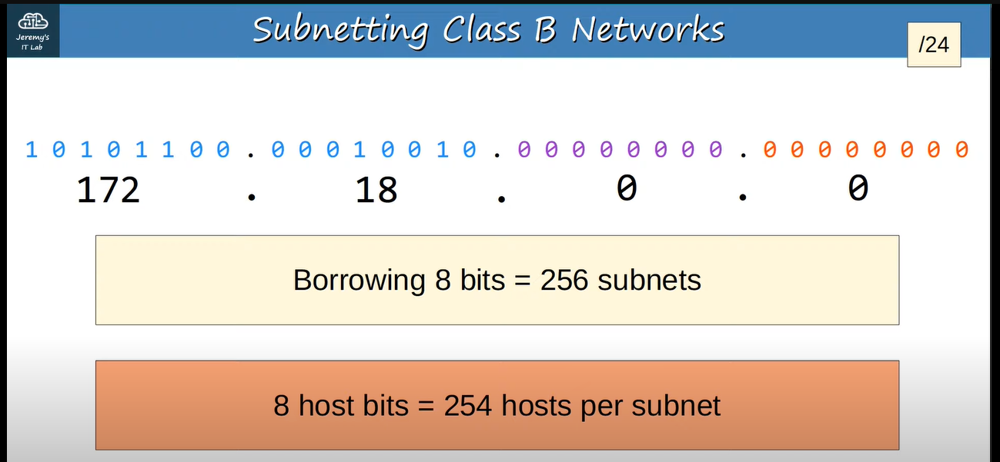 Jeremy's
IT Lab
Subnetting Class B Networks
/24
1 0 1 0 1 1 0 0 . 0 0 0 1 0 0 1 0 . 0 0 0 0 0 0 0 0 . 0 0 0 0 0 0 0 0
172 . 18 . 0 . 0
Borrowing 8 bits = 256 subnets
8 host bits = 254 hosts per subnet